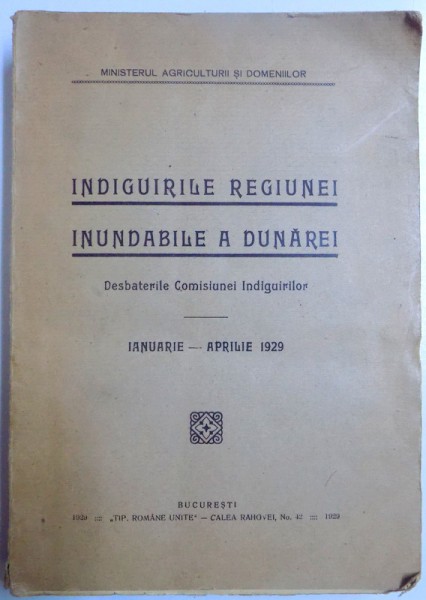 MINISTERUL AGRICULTURII ȘI DOMENIILOR
INDIGUIRILE REGIUNEI
INUNDABILE A DUNĂREI
Desbaterile Comisiunei Indiguirilor
IANUARIE — APRILIE 1929
BUCUREȘTI
1929 :::: „TIP. ROMÂNE UNITE" — CALEA RAHOVEI, No. 42 :::: 1929